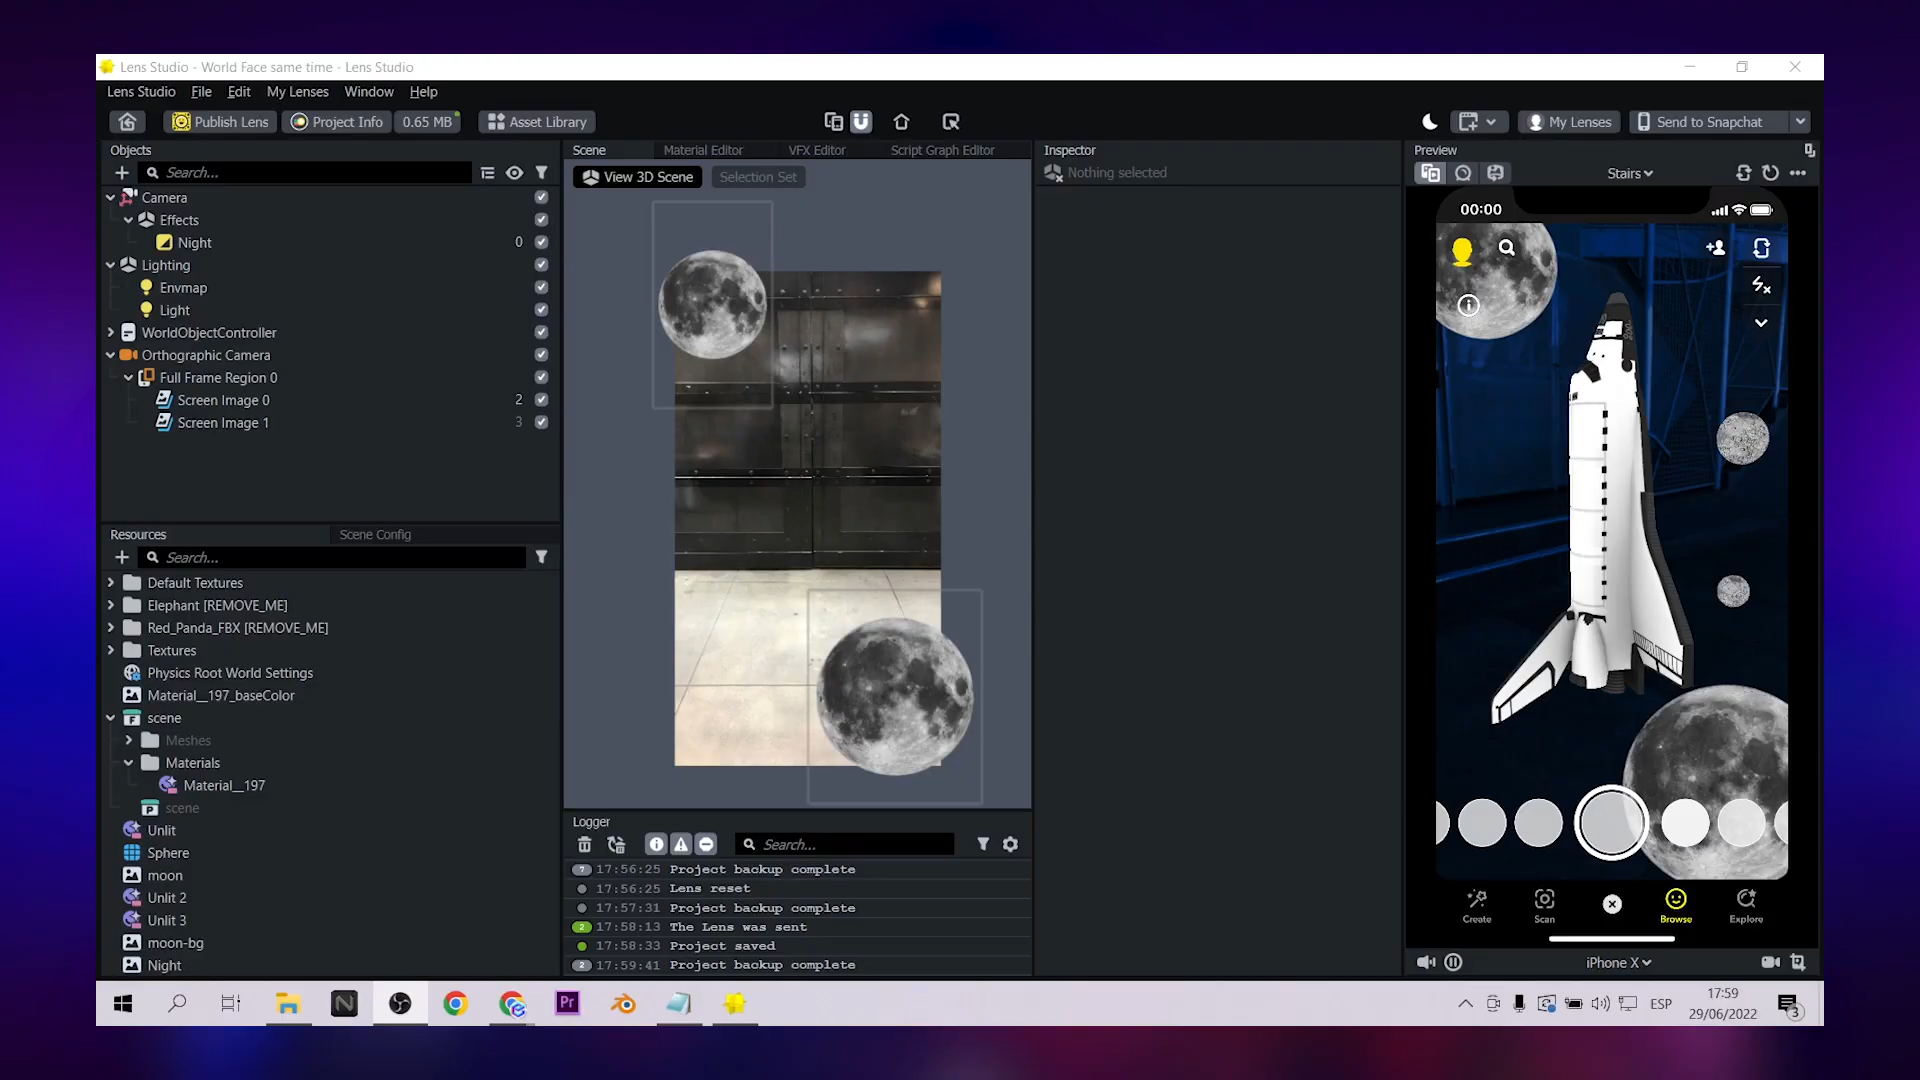 Lens Studio - World Face same time - Lens Studio
Lens Studio File Edit My Lenses Window Help
Publish Lens Project Info 0.65 MB Asset Library My Lenses Send to Snapchat
Objects
Search...
Camera
Effects
Night 0
Lighting
Envmap
Light
WorldObjectController
Orthographic Camera
Full Frame Region 0
Screen Image 0 2
Screen Image 1 3
Resources Scene Config
Search...
Default Textures
Elephant [REMOVE_ME]
Red_Panda_FBX [REMOVE_ME]
Textures
Physics Root World Settings
Material__197_baseColor
scene
Meshes
Materials
Material__197
scene
Unlit
Sphere
moon
Unlit 2
Unlit 3
moon-bg
Night
Scene Material Editor VFX Editor Script Graph Editor
View 3D Scene Selection Set
Logger
Search...
7 17:56:25 Project backup complete
17:56:25 Lens reset
17:57:31 Project backup complete
2 17:58:13 The Lens was sent
17:58:33 Project saved
2 17:59:41 Project backup complete
Inspector
Nothing selected
Preview
Stairs
00:00
Create Scan Browse Explore
iPhone X
N Pr ESP 17:59
29/06/2022 3